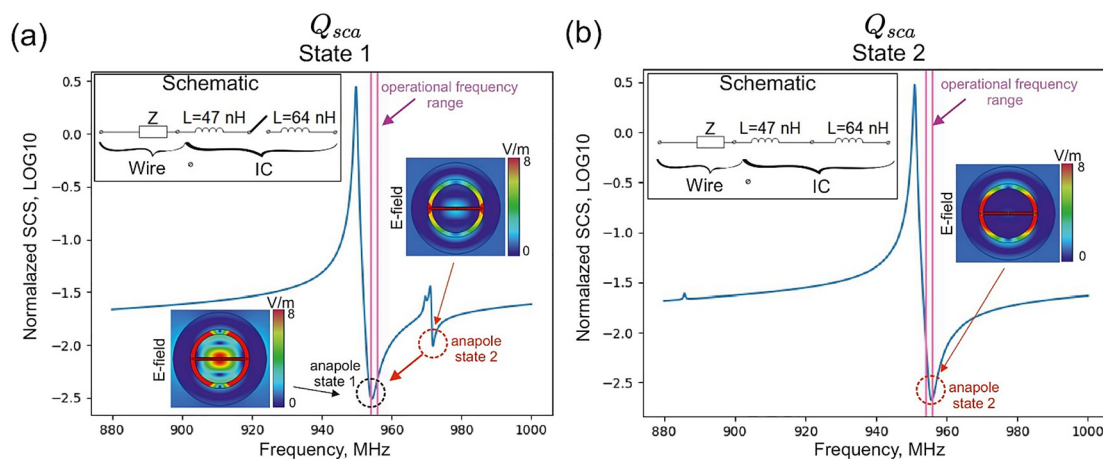 (a)
Q_sca
State 1
Schematic
Z
L=47 nH
L=64 nH
Wire
IC
operational frequency
range
V/m
8
0
E-field
V/m
8
0
E-field
anapole
state 1
anapole
state 2
Normalazed SCS, LOG10
0.5
0.0
−0.5
−1.0
−1.5
−2.0
−2.5
880
900
920
940
960
980
1000
Frequency, MHz
(b)
Q_sca
State 2
Schematic
Z
L=47 nH
L=64 nH
Wire
IC
operational frequency
range
V/m
8
0
E-field
anapole
state 2
Normalazed SCS, LOG10
0.5
0.0
−0.5
−1.0
−1.5
−2.0
−2.5
880
900
920
940
960
980
1000
Frequency, MHz